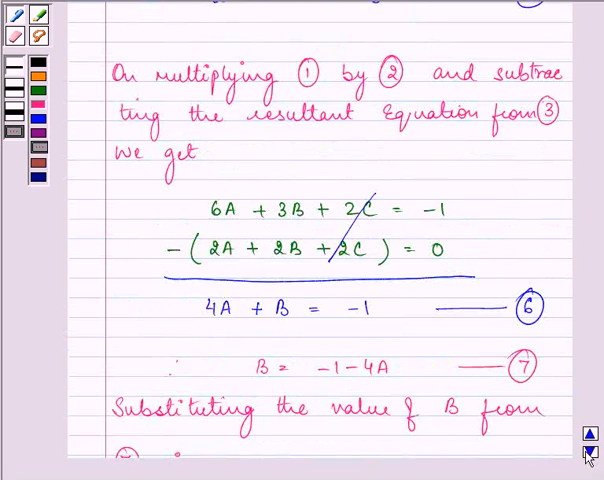 On multiplying ① by ② and subtrac
ting the resultant Equation from ③
We get
6A + 3B + 2C = -1
- ( 2A + 2B + 2C ) = 0
4A + B = -1 ——— ⑥
∴ B = -1 - 4A ——— ⑦
Substituting the value of B from